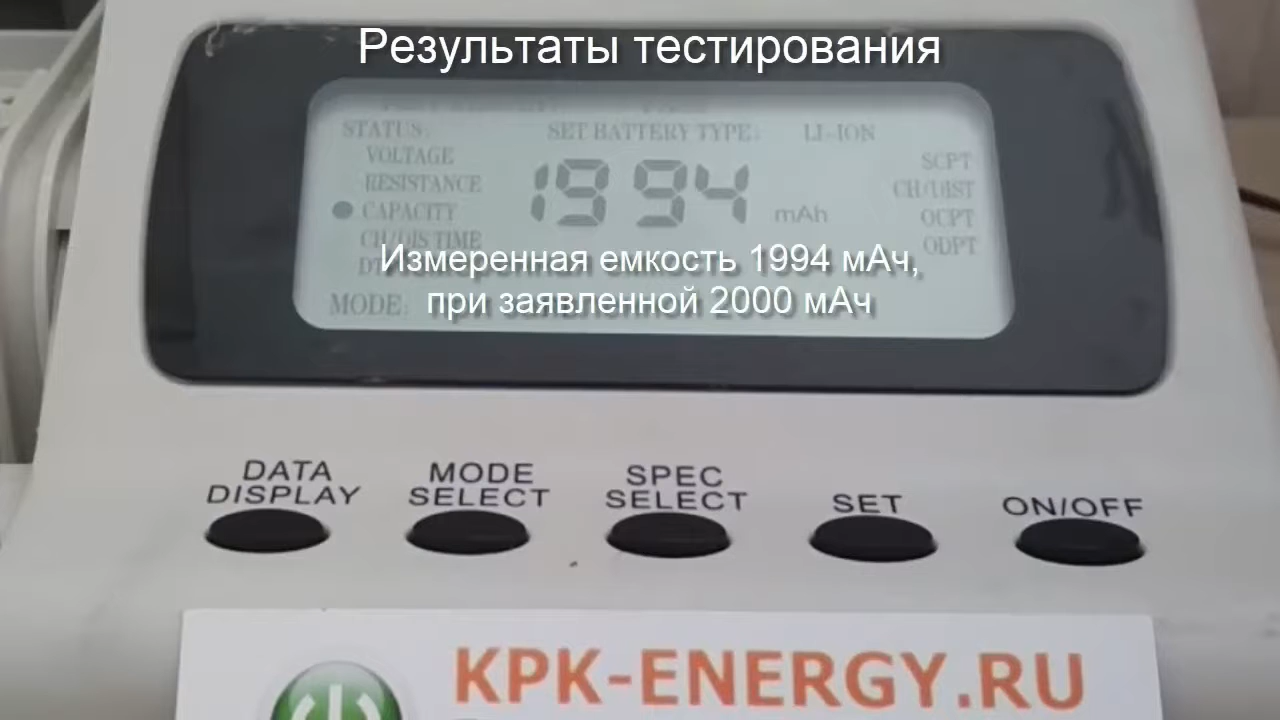 Результаты тестирования
STATUS: SET BATTERY TYPE: LI-ION
VOLTAGE
SCPT
RESISTANCE
1994 mAh
CH/DIST
CAPACITY
OCPT
CH/DIS TIME
ODPT
Измеренная емкость 1994 мАч,
MODE:
при заявленной 2000 мАч
DATA DISPLAY
MODE SELECT
SPEC SELECT
SET
ON/OFF
KPK-ENERGY.RU